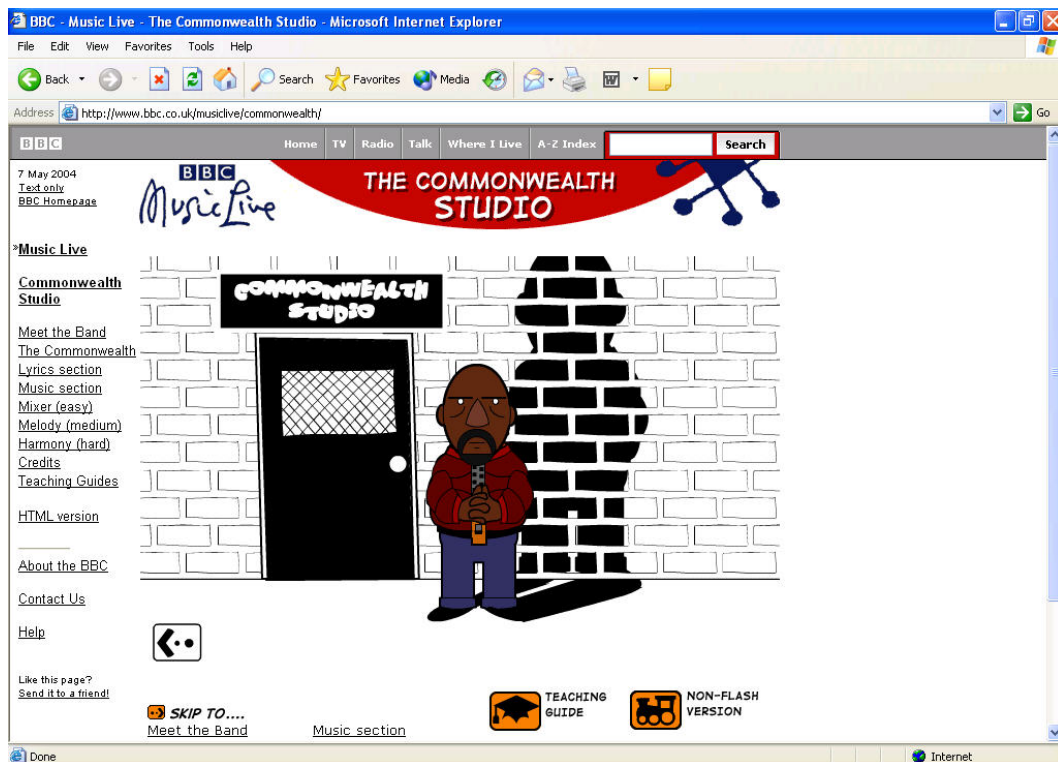 BBC - Music Live - The Commonwealth Studio - Microsoft Internet Explorer
File Edit View Favorites Tools Help
Back Search Favorites Media
Address http://www.bbc.co.uk/musiclive/commonwealth/ Go
BBC Home TV Radio Talk Where I Live A-Z Index Search
7 May 2004
Text only
BBC Homepage
BBC
Music Live
THE COMMONWEALTH
STUDIO
»Music Live
Commonwealth
Studio
Meet the Band
The Commonwealth
Lyrics section
Music section
Mixer (easy)
Melody (medium)
Harmony (hard)
Credits
Teaching Guides
HTML version
About the BBC
Contact Us
Help
Like this page?
Send it to a friend!
COMMONWEALTH
STUDIO
SKIP TO....
Meet the Band Music section
TEACHING
GUIDE
NON-FLASH
VERSION
Done Internet